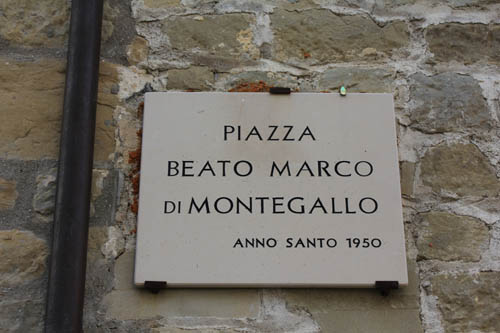 PIAZZA
BEATO MARCO
DI MONTEGALLO
ANNO SANTO 1950